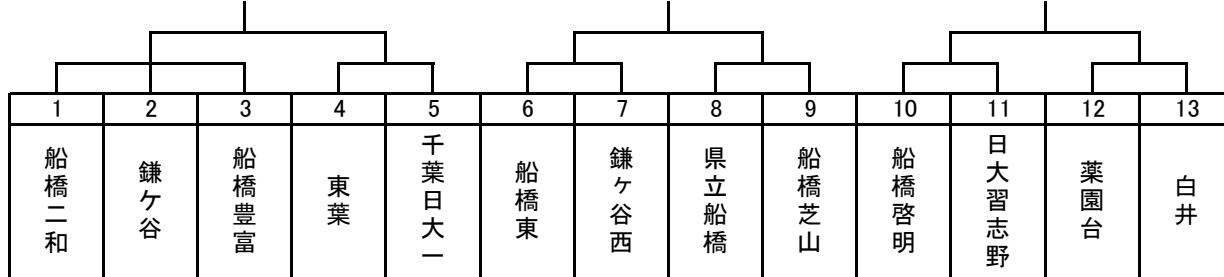 1 2 3 4 5 6 7 8 9 10 11 12 13
船橋二和
鎌ケ谷
船橋豊富
東葉
千葉日大一
船橋東
鎌ヶ谷西
県立船橋
船橋芝山
船橋啓明
日大習志野
薬園台
白井